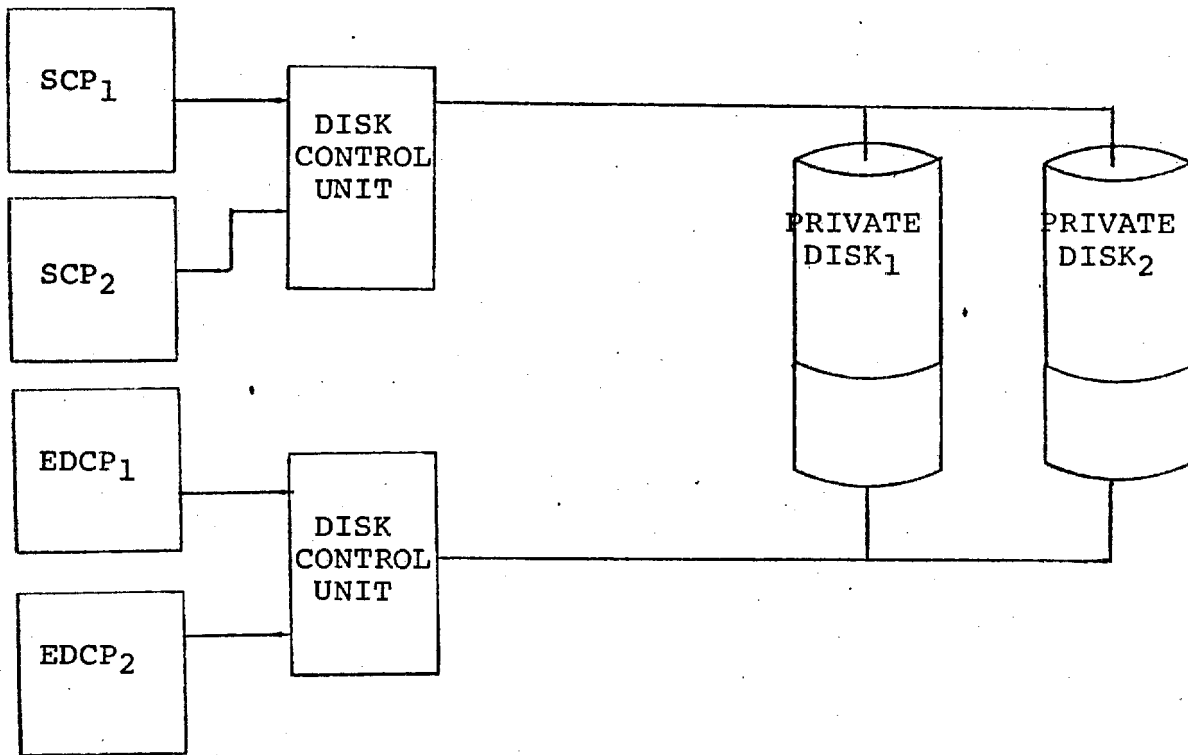 SCP1
SCP2
DISK
CONTROL
UNIT
PRIVATE
DISK1
PRIVATE
DISK2
EDCP1
EDCP2
DISK
CONTROL
UNIT